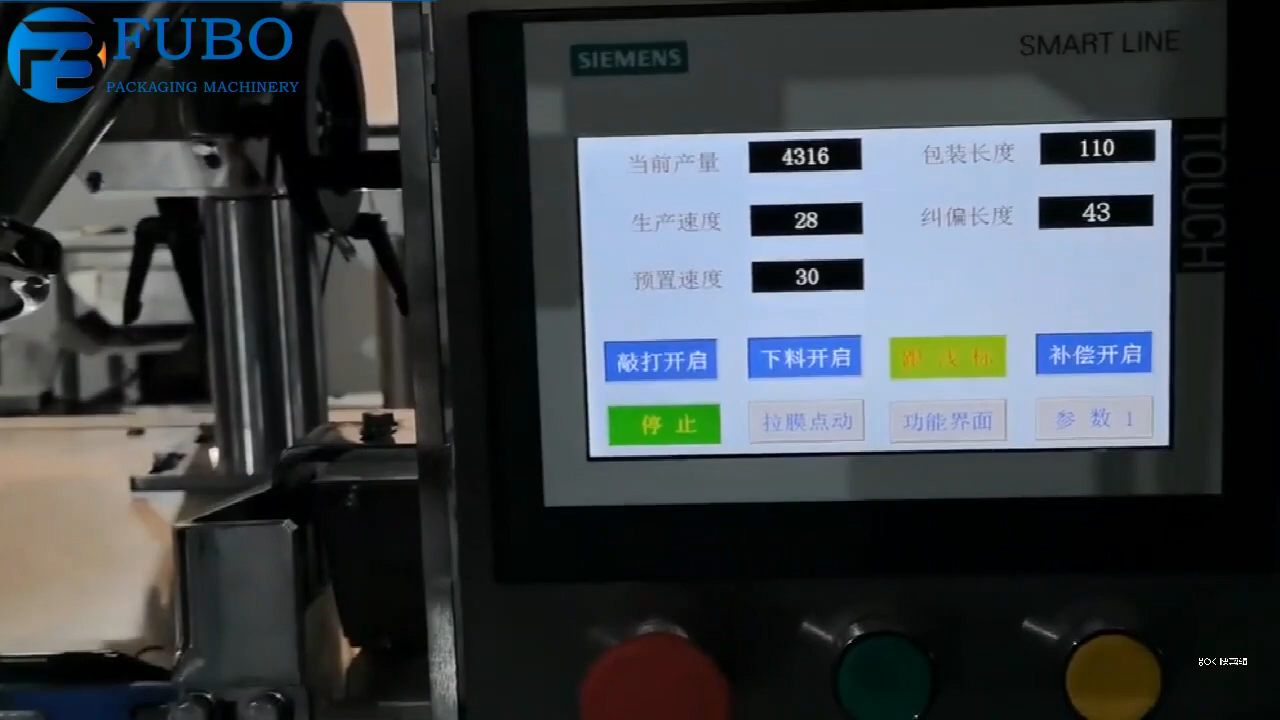 FUBO
PACKAGING MACHINERY
SIEMENS
SMART LINE
TOUCH
当前产量 4316 包装长度 110
生产速度 28 纠偏长度 43
预置速度 30
敲打开启 下料开启 跟 线 标 补偿开启
停 止 拉膜点动 功能界面 参 数 1